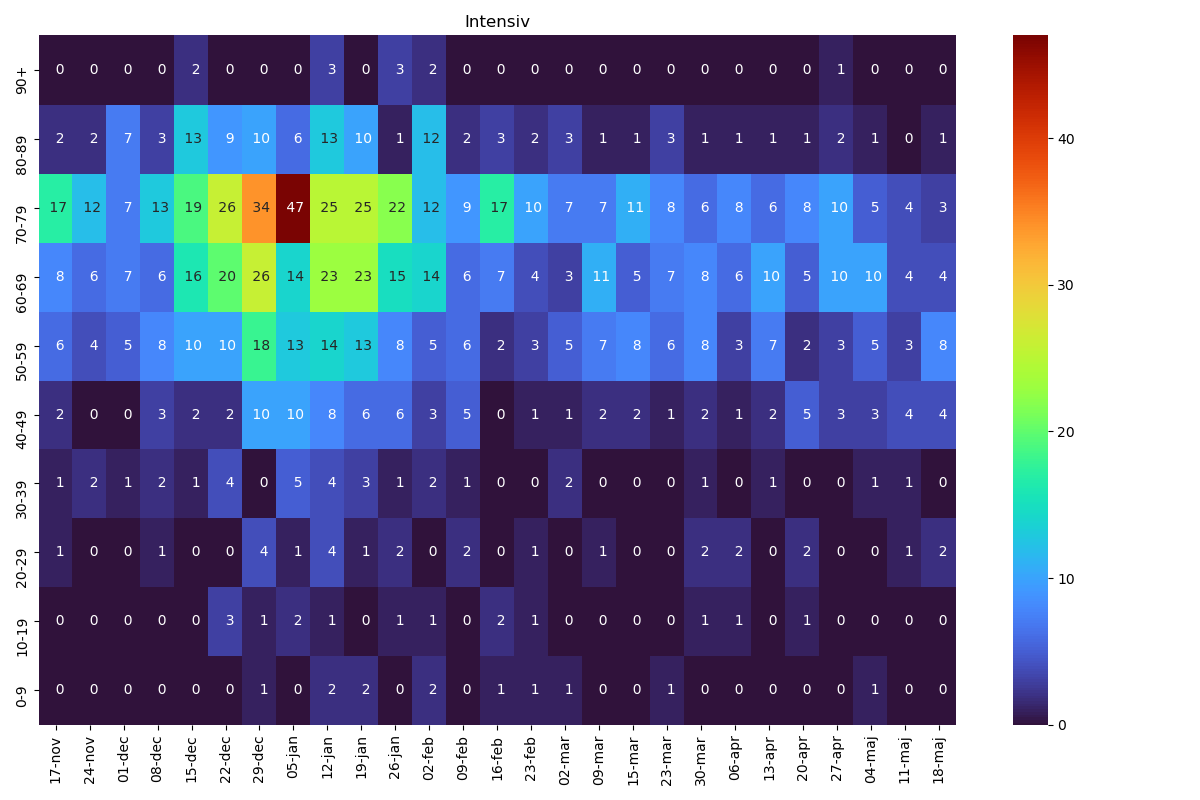 Intensiv
90+ 0 0 0 0 2 0 0 0 3 0 3 2 0 0 0 0 0 0 0 0 0 0 0 1 0 0 0
80-89 2 2 7 3 13 9 10 6 13 10 1 12 2 3 2 3 1 1 3 1 1 1 1 2 1 0 1
70-79 17 12 7 13 19 26 34 47 25 25 22 12 9 17 10 7 7 11 8 6 8 6 8 10 5 4 3
60-69 8 6 7 6 16 20 26 14 23 23 15 14 6 7 4 3 11 5 7 8 6 10 5 10 10 4 4
50-59 6 4 5 8 10 10 18 13 14 13 8 5 6 2 3 5 7 8 6 8 3 7 2 3 5 3 8
40-49 2 0 0 3 2 2 10 10 8 6 6 3 5 0 1 1 2 2 1 2 1 2 5 3 3 4 4
30-39 1 2 1 2 1 4 0 5 4 3 1 2 1 0 0 2 0 0 0 1 0 1 0 0 1 1 0
20-29 1 0 0 1 0 0 4 1 4 1 2 0 2 0 1 0 1 0 0 2 2 0 2 0 0 1 2
10-19 0 0 0 0 0 3 1 2 1 0 1 1 0 2 1 0 0 0 0 1 1 0 1 0 0 0 0
0-9 0 0 0 0 0 0 1 0 2 2 0 2 0 1 1 1 0 0 1 0 0 0 0 0 1 0 0
17-nov 24-nov 01-dec 08-dec 15-dec 22-dec 29-dec 05-jan 12-jan 19-jan 26-jan 02-feb 09-feb 16-feb 23-feb 02-mar 09-mar 15-mar 23-mar 30-mar 06-apr 13-apr 20-apr 27-apr 04-maj 11-maj 18-maj
40
30
20
10
0